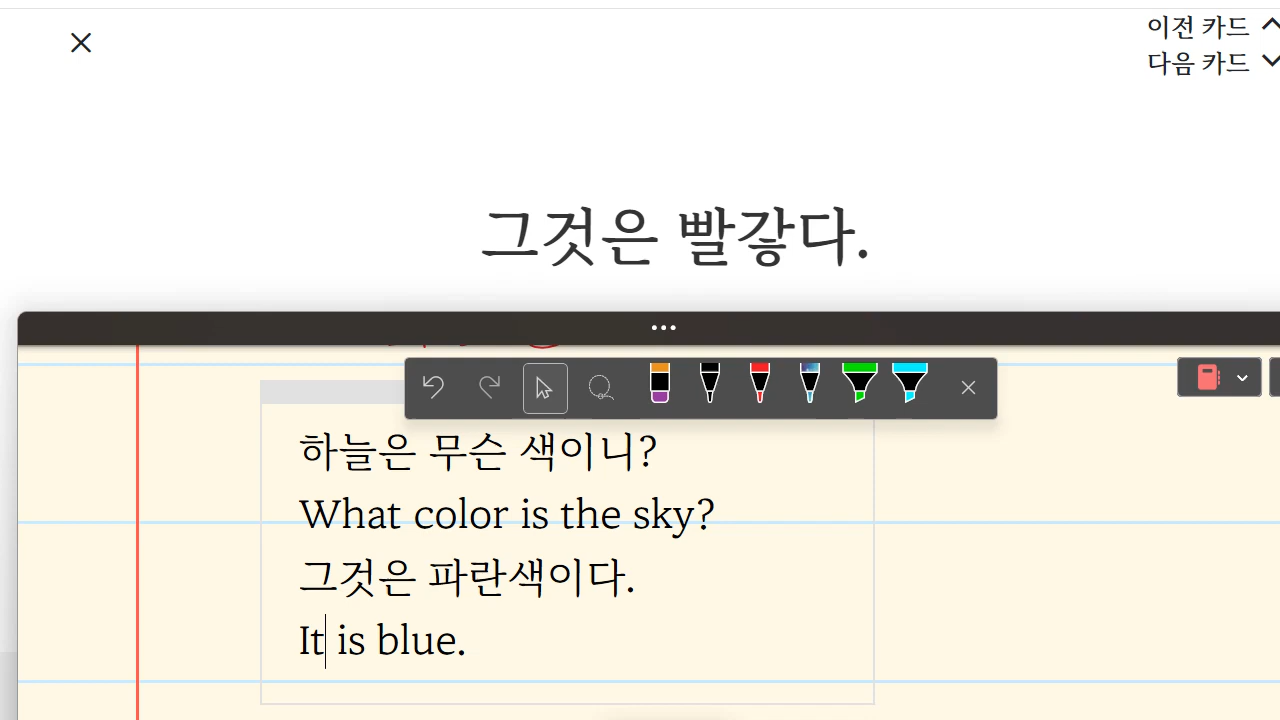 이전 카드
다음 카드
그것은 빨갛다.
하늘은 무슨 색이니?
What color is the sky?
그것은 파란색이다.
It is blue.